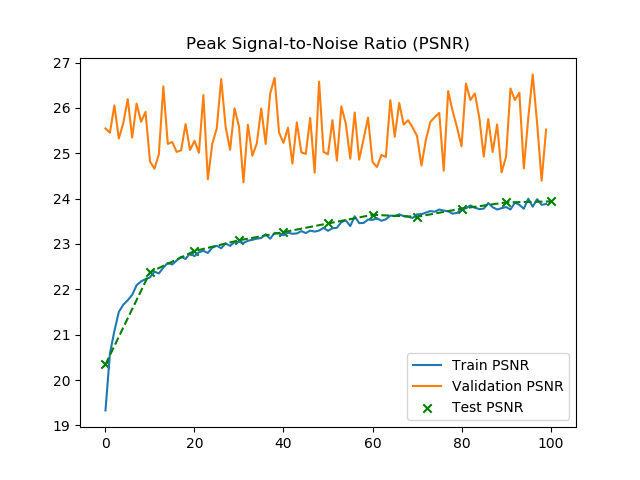 Peak Signal-to-Noise Ratio (PSNR)
27
26
25
24
23
22
21
20
19
0 20 40 60 80 100
Train PSNR
Validation PSNR
Test PSNR